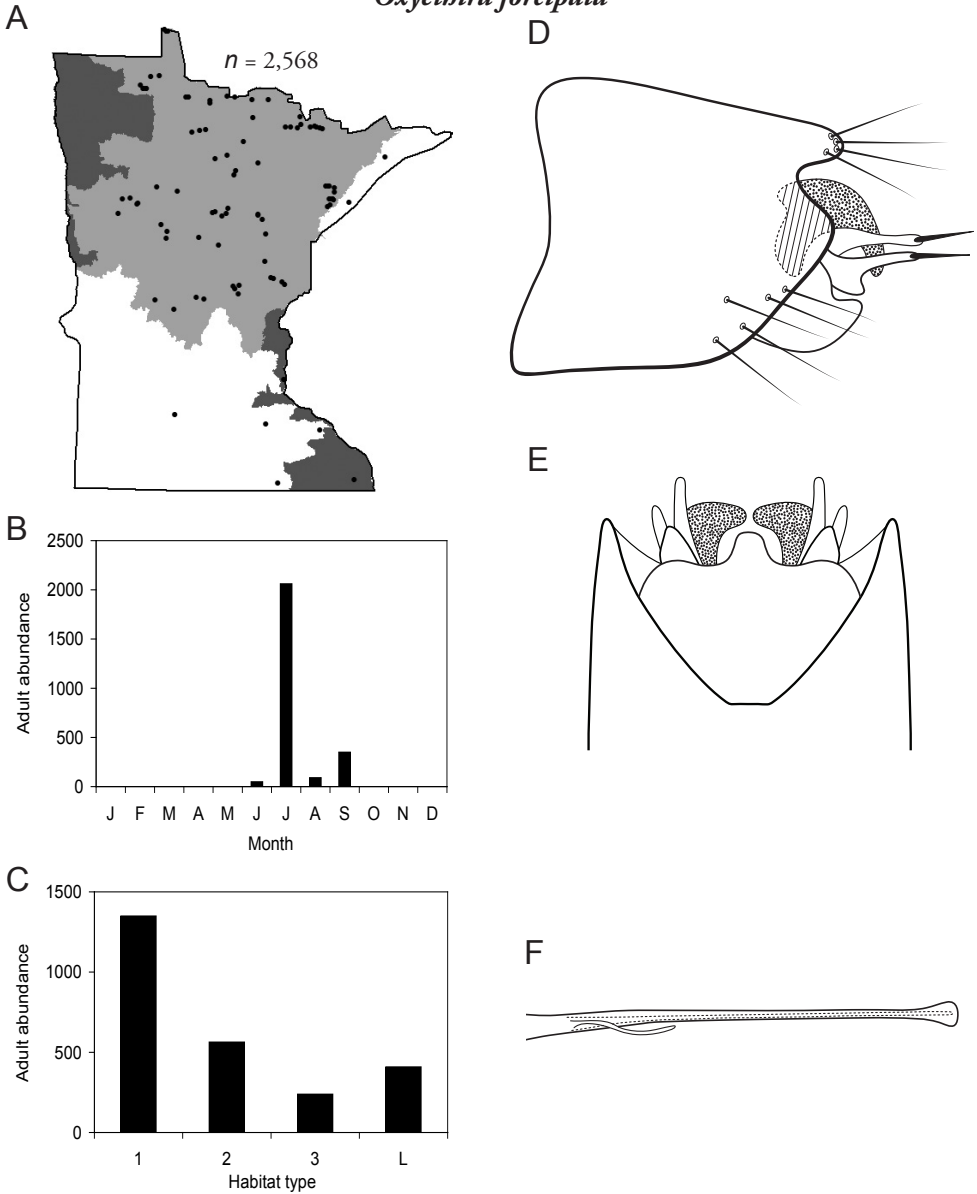 Oxyethira forcipata
A
n = 2,568
B
2500
2000
1500
1000
500
0
Adult abundance
J F M A M J J A S O N D
Month
C
1500
1000
500
0
Adult abundance
1 2 3 L
Habitat type
D
E
F